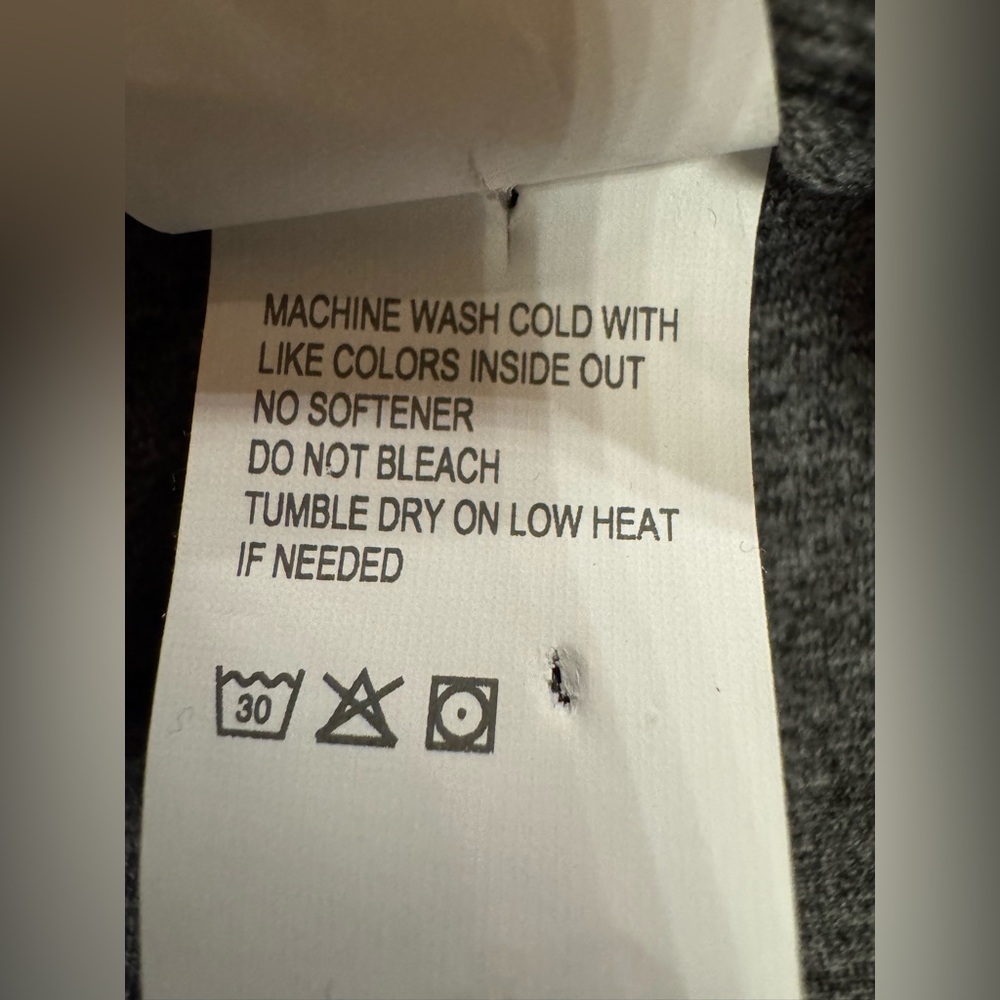 MACHINE WASH COLD WITH
LIKE COLORS INSIDE OUT
NO SOFTENER
DO NOT BLEACH
TUMBLE DRY ON LOW HEAT
IF NEEDED
30